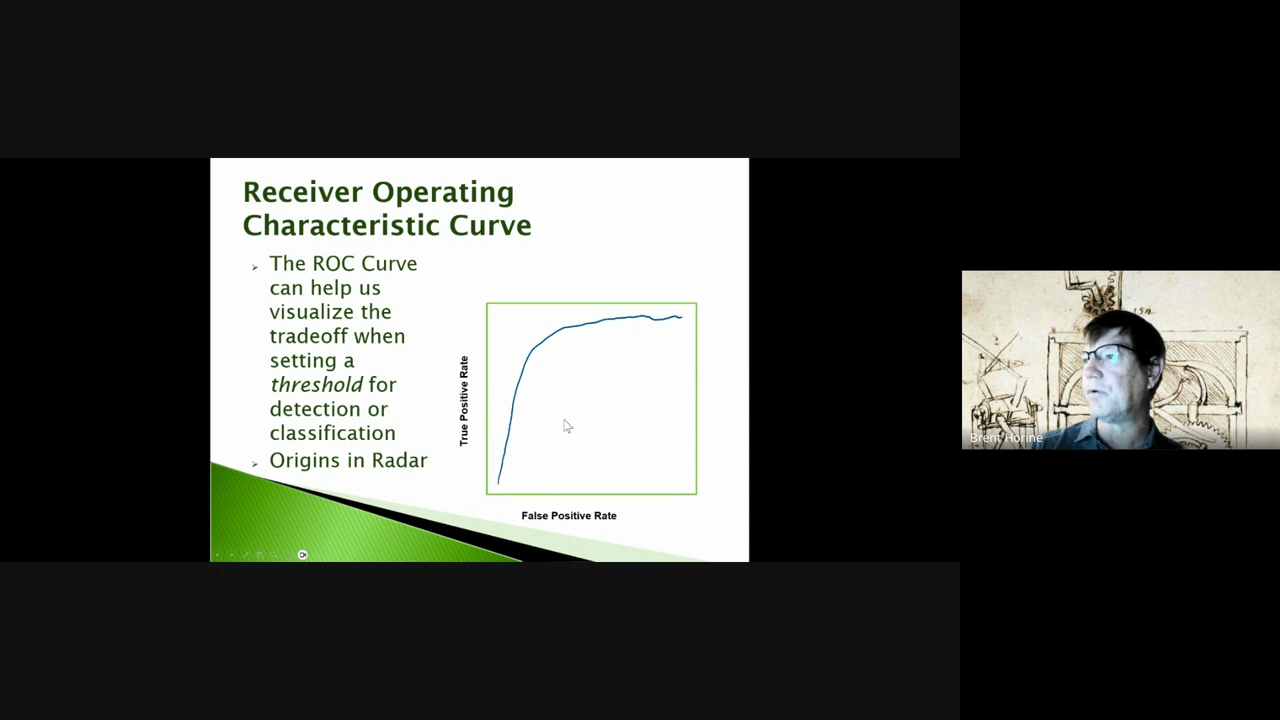 Receiver Operating
Characteristic Curve
➢ The ROC Curve
can help us
visualize the
tradeoff when
setting a
threshold for
detection or
classification
➢ Origins in Radar
True Positive Rate
False Positive Rate
Brent Horine